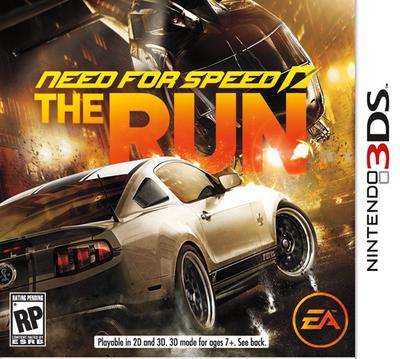 NEED FOR SPEED
THE RUN
NINTENDO 3DS
RATING PENDING
RP
CONTENT RATED BY
ESRB
Playable in 2D and 3D. 3D mode for ages 7+. See back.
EA